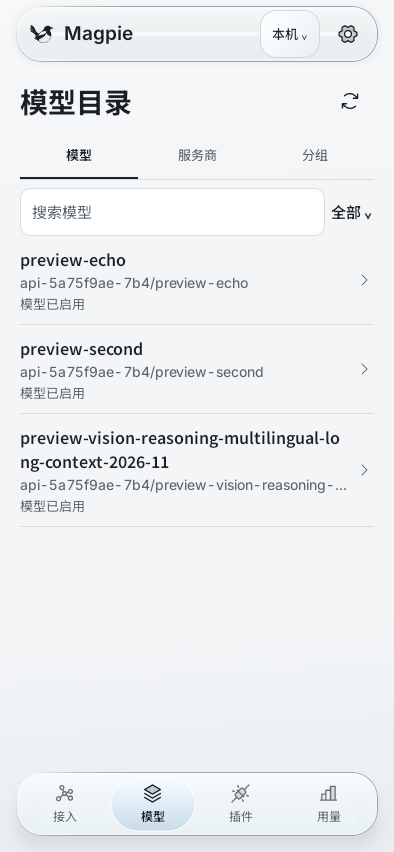 Magpie
本机
模型目录
模型
服务商
分组
搜索模型
全部
preview-echo
api-5a75f9ae-7b4/preview-echo
模型已启用
preview-second
api-5a75f9ae-7b4/preview-second
模型已启用
preview-vision-reasoning-multilingual-lo
ng-context-2026-11
api-5a75f9ae-7b4/preview-vision-reasoning-...
模型已启用
接入
模型
插件
用量